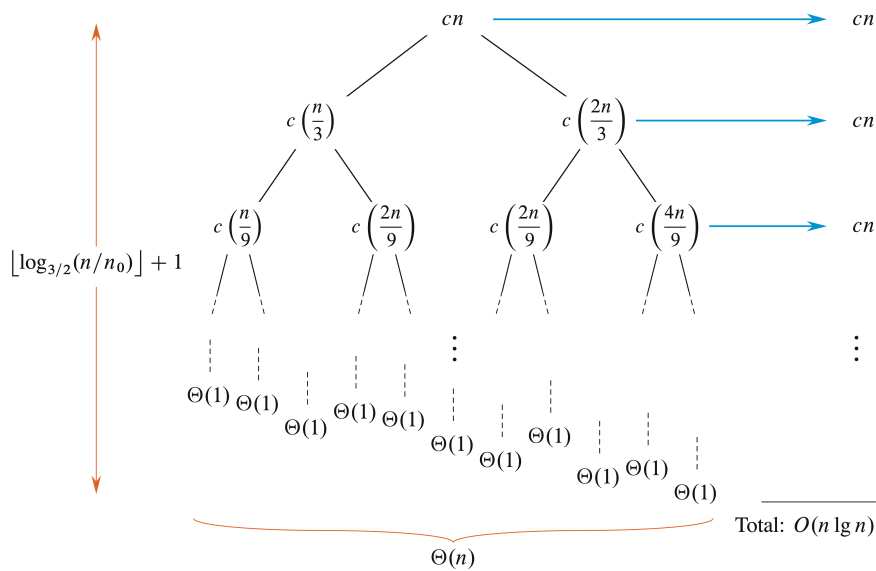 cn cn
c(n/3) c(2n/3) cn
c(n/9) c(2n/9) c(2n/9) c(4n/9) cn
⌊log_{3/2}(n/n_0)⌋ + 1
⋮ ⋮
Θ(1) Θ(1) Θ(1) Θ(1) Θ(1) Θ(1) Θ(1) Θ(1) Θ(1) Θ(1) Θ(1)
Θ(n)
Total: O(n lg n)